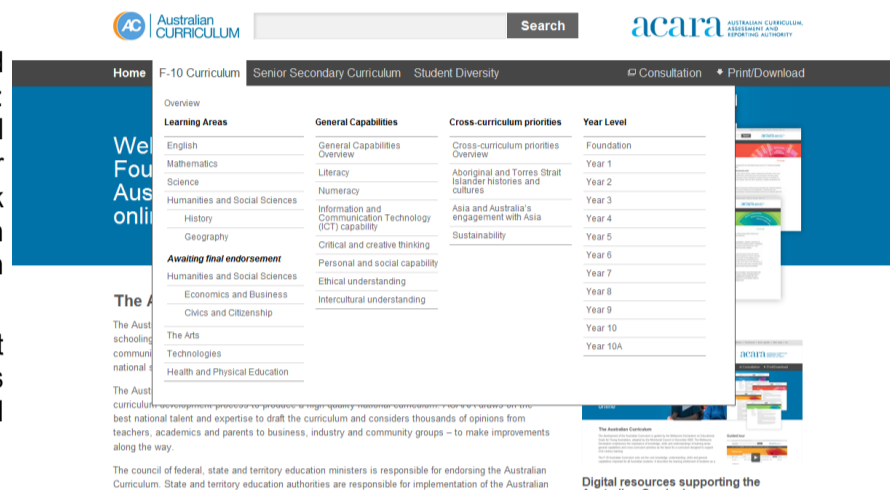 AC Australian CURRICULUM
Search
acara AUSTRALIAN CURRICULUM, ASSESSMENT AND REPORTING AUTHORITY
Home F-10 Curriculum Senior Secondary Curriculum Student Diversity Consultation Print/Download
Overview
Learning Areas
English
Mathematics
Science
Humanities and Social Sciences
History
Geography
Awaiting final endorsement
Humanities and Social Sciences
Economics and Business
Civics and Citizenship
The Arts
Technologies
Health and Physical Education
General Capabilities
General Capabilities
Overview
Literacy
Numeracy
Information and
Communication Technology
(ICT) capability
Critical and creative thinking
Personal and social capability
Ethical understanding
Intercultural understanding
Cross-curriculum priorities
Cross-curriculum priorities
Overview
Aboriginal and Torres Strait
Islander histories and
cultures
Asia and Australia's
engagement with Asia
Sustainability
Year Level
Foundation
Year 1
Year 2
Year 3
Year 4
Year 5
Year 6
Year 7
Year 8
Year 9
Year 10
Year 10A
Wel
Fou
Aus
onli
The A
The Aust
schooling
communi
national s
The Aust
best national talent and expertise to draft the curriculum and considers thousands of opinions from
teachers, academics and parents to business, industry and community groups – to make improvements
along the way.
The council of federal, state and territory education ministers is responsible for endorsing the Australian
Curriculum. State and territory education authorities are responsible for implementation of the Australian
acara
The Australian Curriculum
Digital resources supporting the